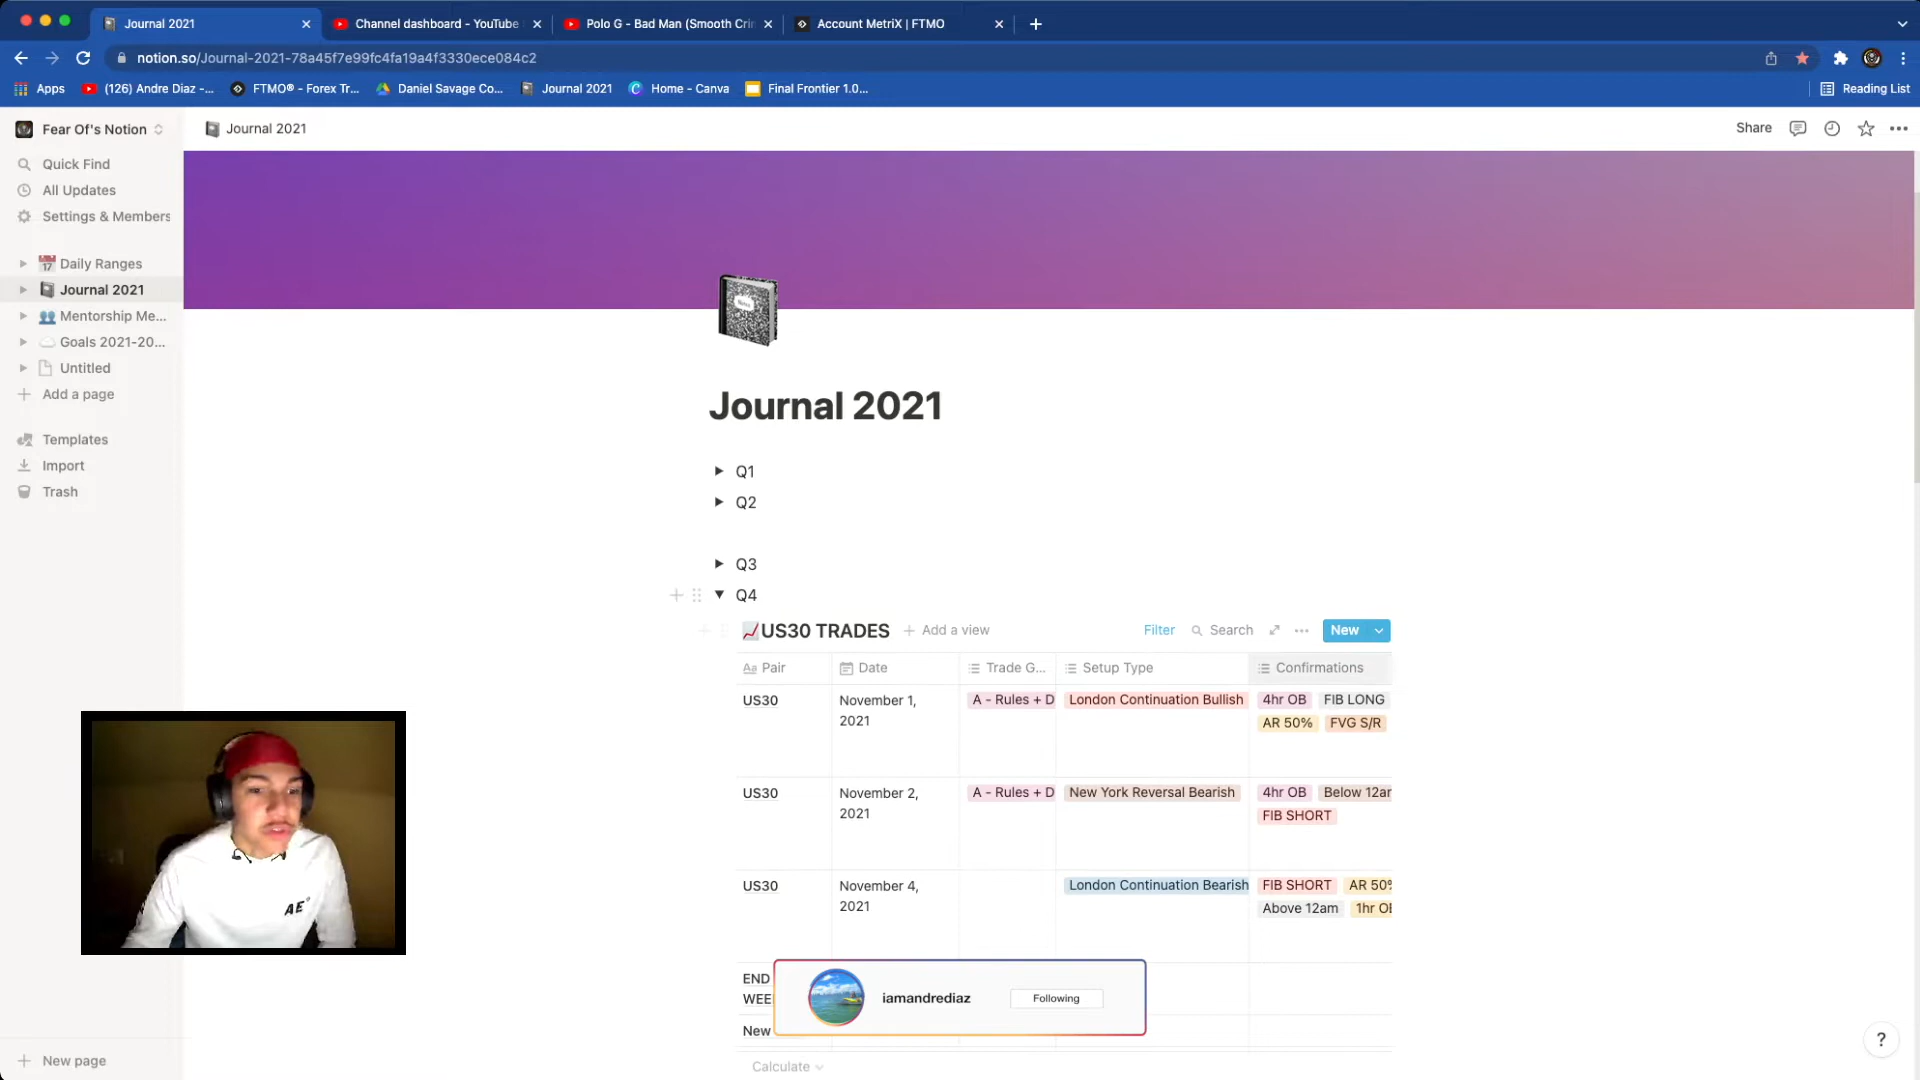 Journal 2021
Channel dashboard - YouTube
Polo G - Bad Man (Smooth Cri
Account MetriX | FTMO
notion.so/Journal-2021-78a45f7e99fc4fa19a4f3330ece084c2
Apps
(126) Andre Diaz -...
FTMO® - Forex Tr...
Daniel Savage Co...
Journal 2021
Home - Canva
Final Frontier 1.0...
Reading List
Fear Of's Notion
Journal 2021
Share
Quick Find
All Updates
Settings & Members
17 Daily Ranges
Journal 2021
Mentorship Me...
Goals 2021-20...
Untitled
Add a page
Templates
Import
Trash
Notes
Journal 2021
Q1
Q2
Q3
Q4
US30 TRADES
Add a view
Filter
Search
New
Aa Pair
Date
Trade G...
Setup Type
Confirmations
US30
November 1,
2021
A - Rules + D
London Continuation Bullish
4hr OB FIB LONG
AR 50% FVG S/R
US30
November 2,
2021
A - Rules + D
New York Reversal Bearish
4hr OB Below 12am
FIB SHORT
US30
November 4,
2021
London Continuation Bearish
FIB SHORT AR 50%
Above 12am 1hr OB
AE
END
WEE
New
iamandrediaz
Following
Calculate
New page
?